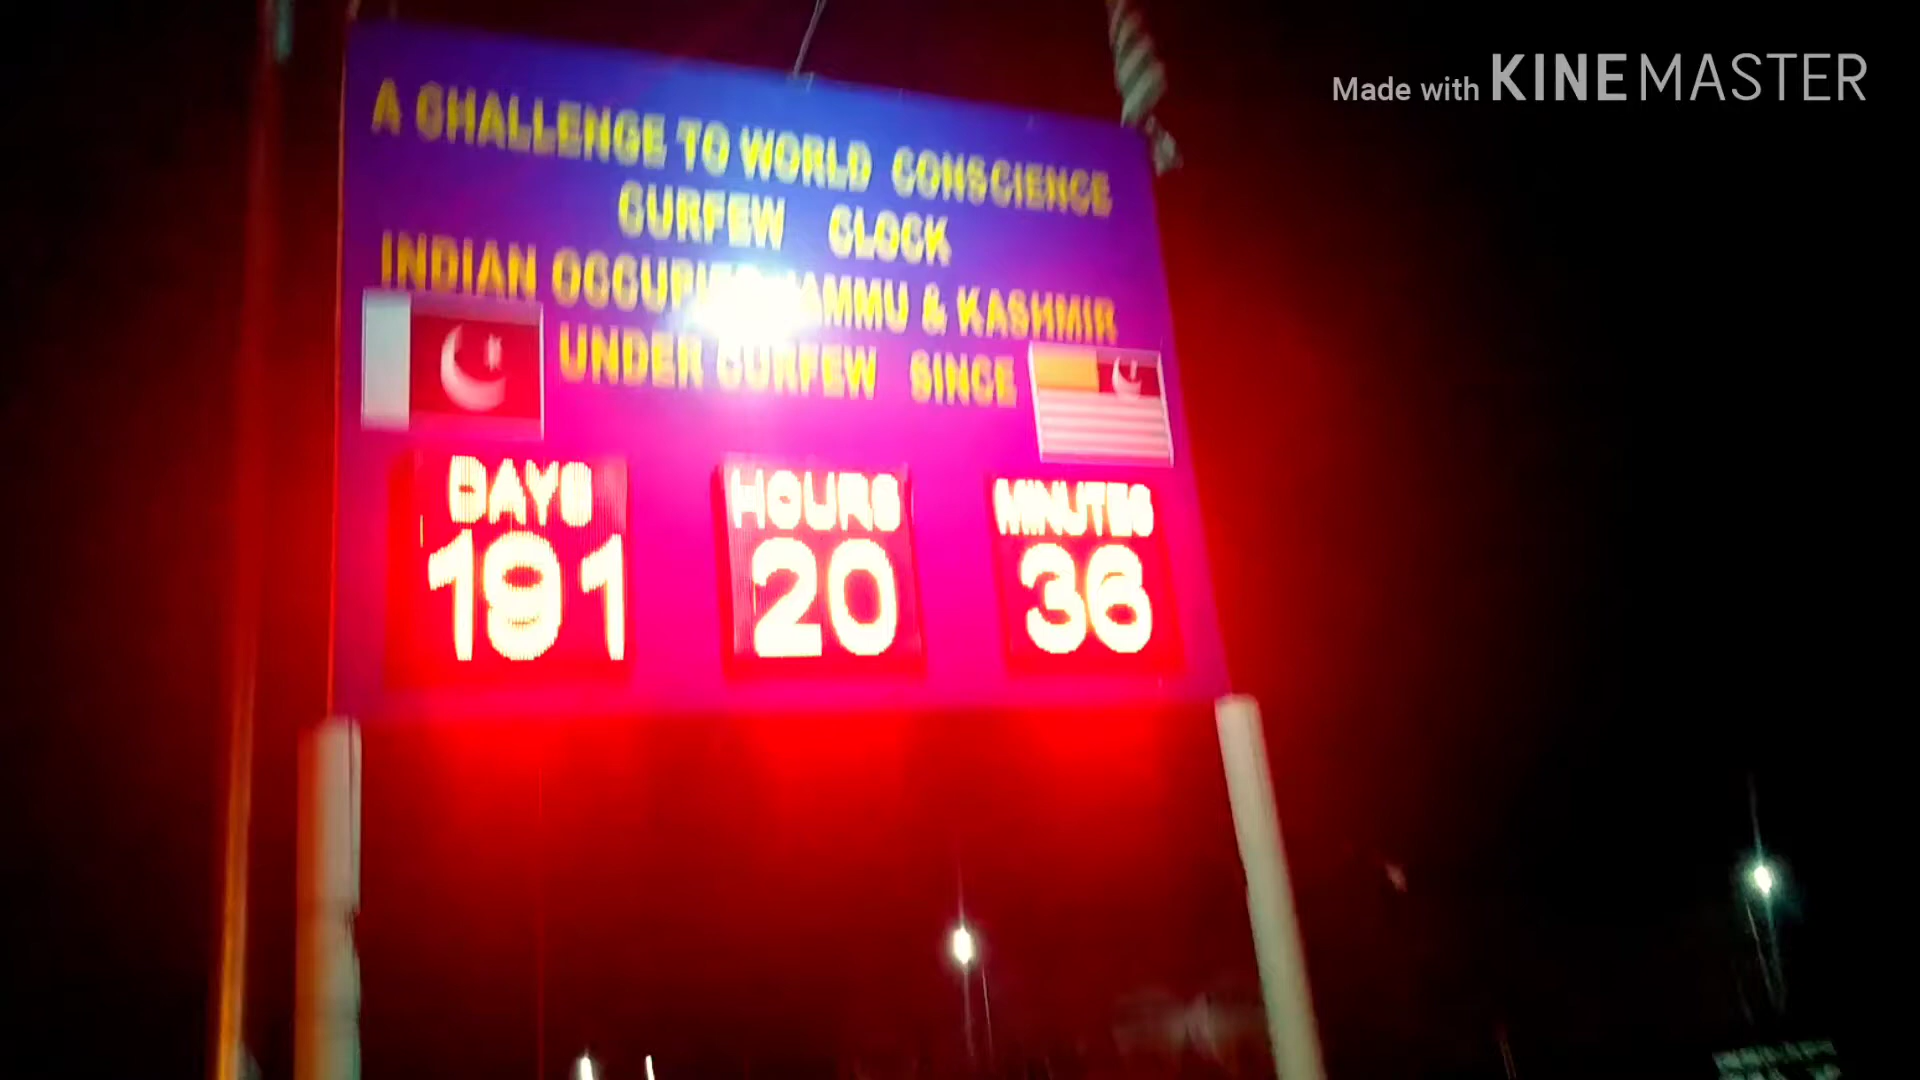 Made with KINEMASTER
A CHALLENGE TO WORLD CONSCIENCE
CURFEW CLOCK
INDIAN OCCUPIED JAMMU & KASHMIR
UNDER CURFEW SINCE
DAYS HOURS MINUTES
191 20 36